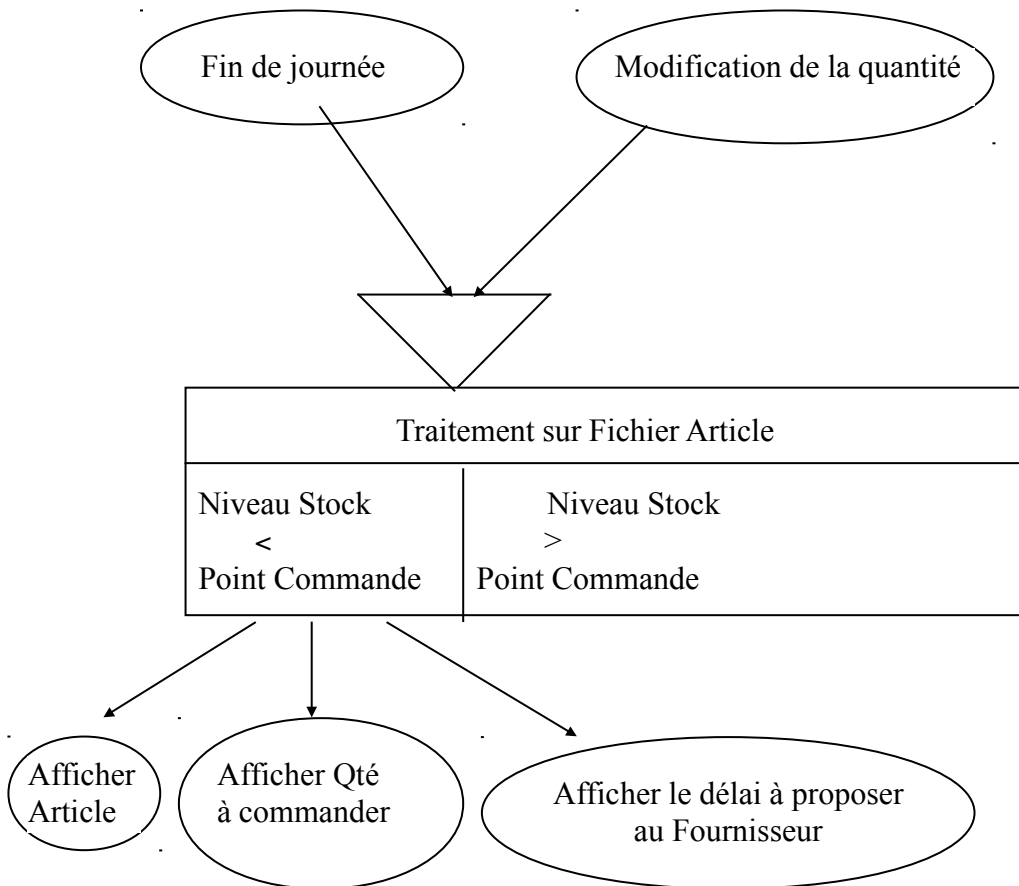 Fin de journée
Modification de la quantité
Traitement sur Fichier Article
Niveau Stock
<
Point Commande
Niveau Stock
>
Point Commande
Afficher
Article
Afficher Qté
à commander
Afficher le délai à proposer
au Fournisseur